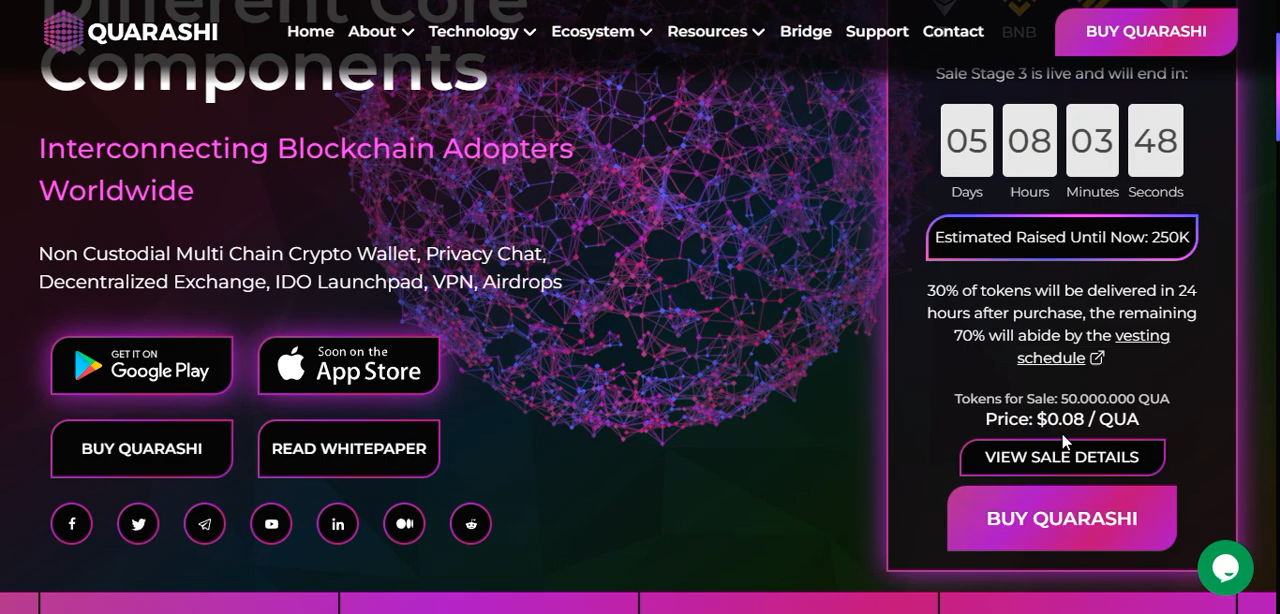 Different Core
QUARASHI
Home
About
Technology
Ecosystem
Resources
Bridge
Support
Contact
BNB
BUY QUARASHI
Components
Interconnecting Blockchain Adopters
Worldwide
Non Custodial Multi Chain Crypto Wallet, Privacy Chat,
Decentralized Exchange, IDO Launchpad, VPN, Airdrops
GET IT ON
Google Play
Soon on the
App Store
BUY QUARASHI
READ WHITEPAPER
Sale Stage 3 is live and will end in:
05
08
03
48
Days
Hours
Minutes
Seconds
Estimated Raised Until Now: 250K
30% of tokens will be delivered in 24
hours after purchase, the remaining
70% will abide by the vesting
schedule
Tokens for Sale: 50.000.000 QUA
Price: $0.08 / QUA
VIEW SALE DETAILS
BUY QUARASHI